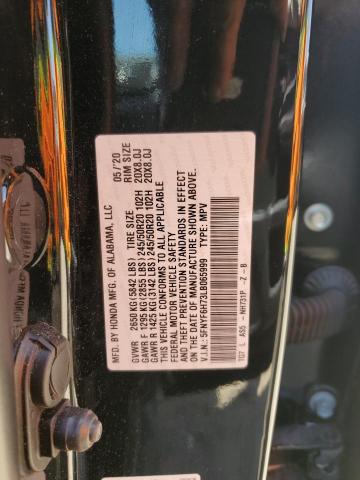 MFD. BY HONDA MFG. OF ALABAMA, LLC 05/'20
TIRE SIZE RIM SIZE
GVWR 2650 KG (5842 LBS)
GAWR F 1295 KG (2855 LBS) 245/50R20 102H 20X8.0J
GAWR R 1425 KG (3142 LBS) 245/50R20 102H 20X8.0J
THIS VEHICLE CONFORMS TO ALL APPLICABLE
FEDERAL MOTOR VEHICLE SAFETY AND
THEFT PREVENTION STANDARDS IN EFFECT
ON THE DATE OF MANUFACTURE SHOWN ABOVE.
V.I.N.: 5FNYF6H73LB065999 TYPE: MPV
TG7 L A55 - NH731P -Z -B